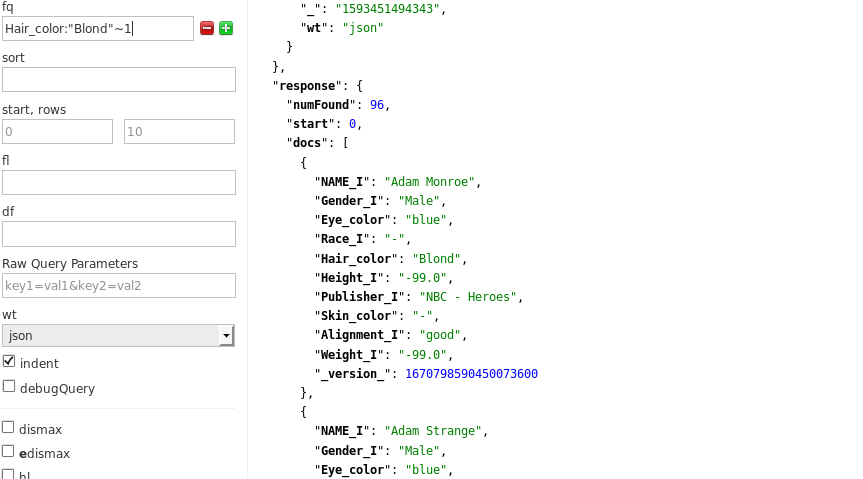 fq
Hair_color:"Blond"~1
sort
start, rows
0 10
fl
df
Raw Query Parameters
key1=val1&key2=val2
wt
json
indent
debugQuery
dismax
edismax
hl
"_": "1593451494343",
"wt": "json"
}
},
"response": {
"numFound": 96,
"start": 0,
"docs": [
{
"NAME_I": "Adam Monroe",
"Gender_I": "Male",
"Eye_color": "blue",
"Race_I": "-",
"Hair_color": "Blond",
"Height_I": "-99.0",
"Publisher_I": "NBC - Heroes",
"Skin_color": "-",
"Alignment_I": "good",
"Weight_I": "-99.0",
"_version_": 1670798590450073600
},
{
"NAME_I": "Adam Strange",
"Gender_I": "Male",
"Eye_color": "blue",